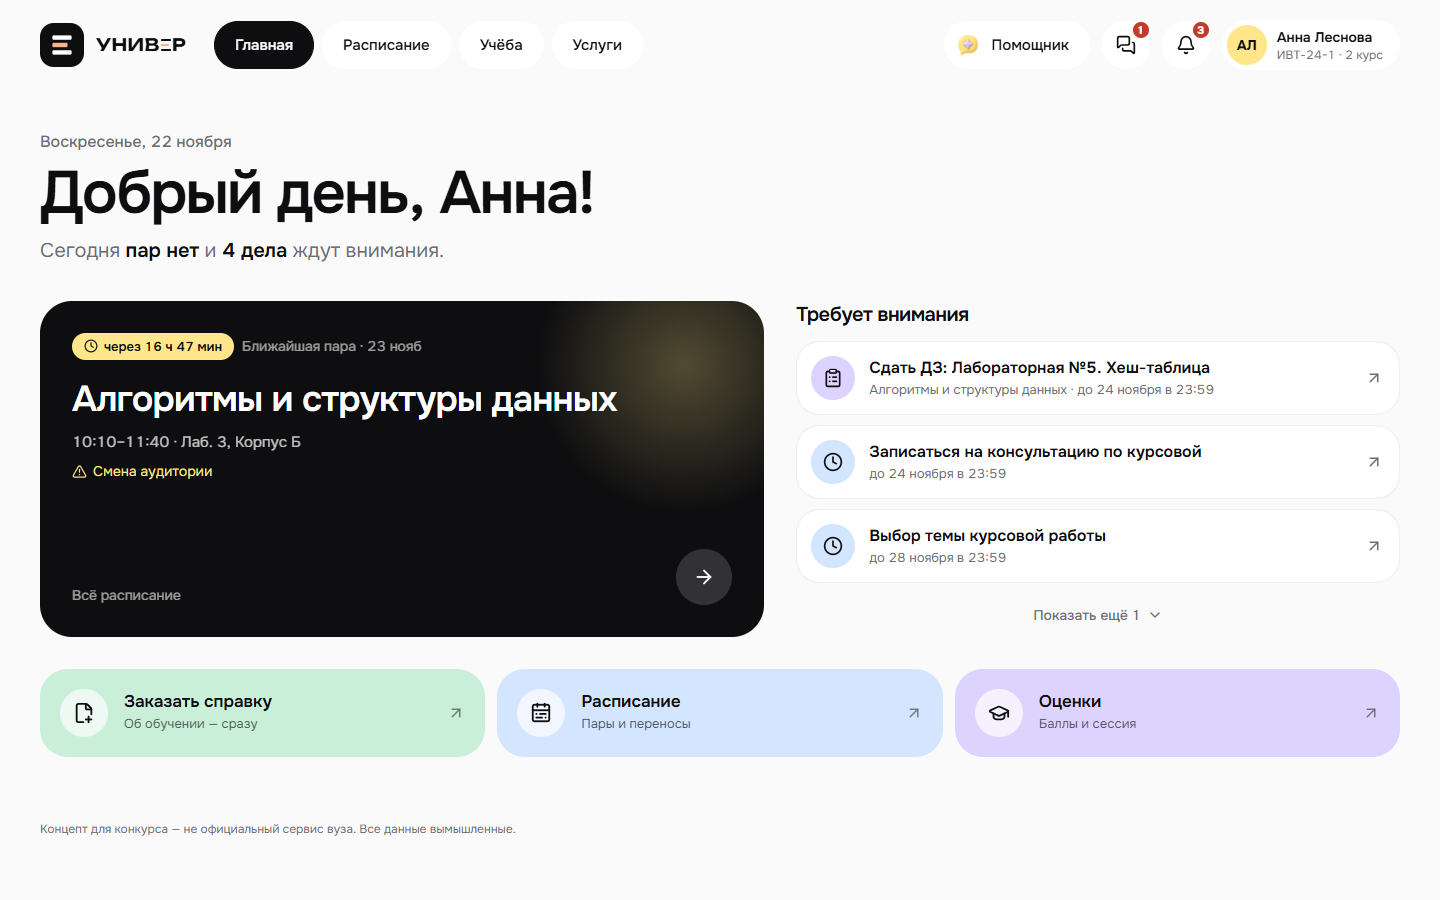 УНИВЕР
Главная
Расписание
Учёба
Услуги
Помощник
1
3
АЛ
Анна Леснова
ИВТ-24-1 · 2 курс
Воскресенье, 22 ноября
Добрый день, Анна!
Сегодня пар нет и 4 дела ждут внимания.
через 16 ч 47 мин
Ближайшая пара · 23 нояб
Алгоритмы и структуры данных
10:10–11:40 · Лаб. 3, Корпус Б
Смена аудитории
Всё расписание
Требует внимания
Сдать ДЗ: Лабораторная №5. Хеш-таблица
Алгоритмы и структуры данных · до 24 ноября в 23:59
Записаться на консультацию по курсовой
до 24 ноября в 23:59
Выбор темы курсовой работы
до 28 ноября в 23:59
Показать ещё 1
Заказать справку
Об обучении — сразу
Расписание
Пары и переносы
Оценки
Баллы и сессия
Концепт для конкурса — не официальный сервис вуза. Все данные вымышленные.